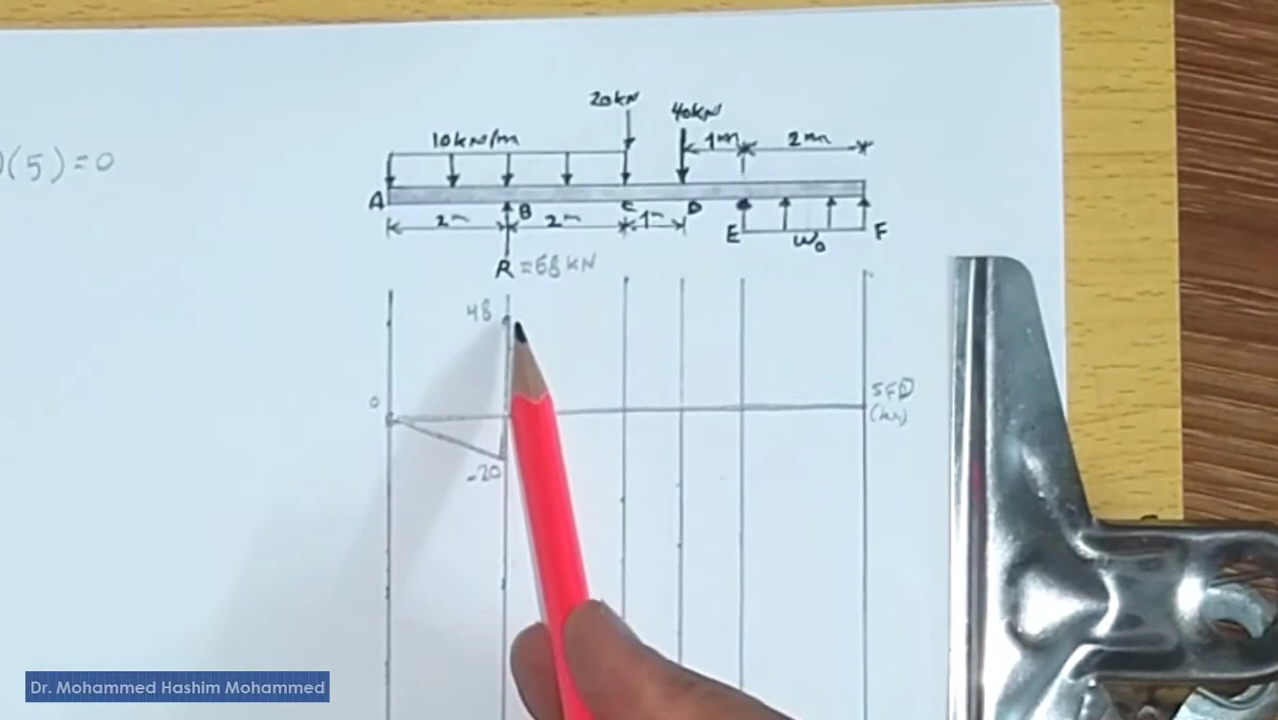 )(5)=0
20kN
40kN
10kN/m
1m
2m
A
B
C
D
2m
2m
1m
E
W₀
F
R = 68 kN
48
0
SFD
(kN)
-20
Dr. Mohammed Hashim Mohammed